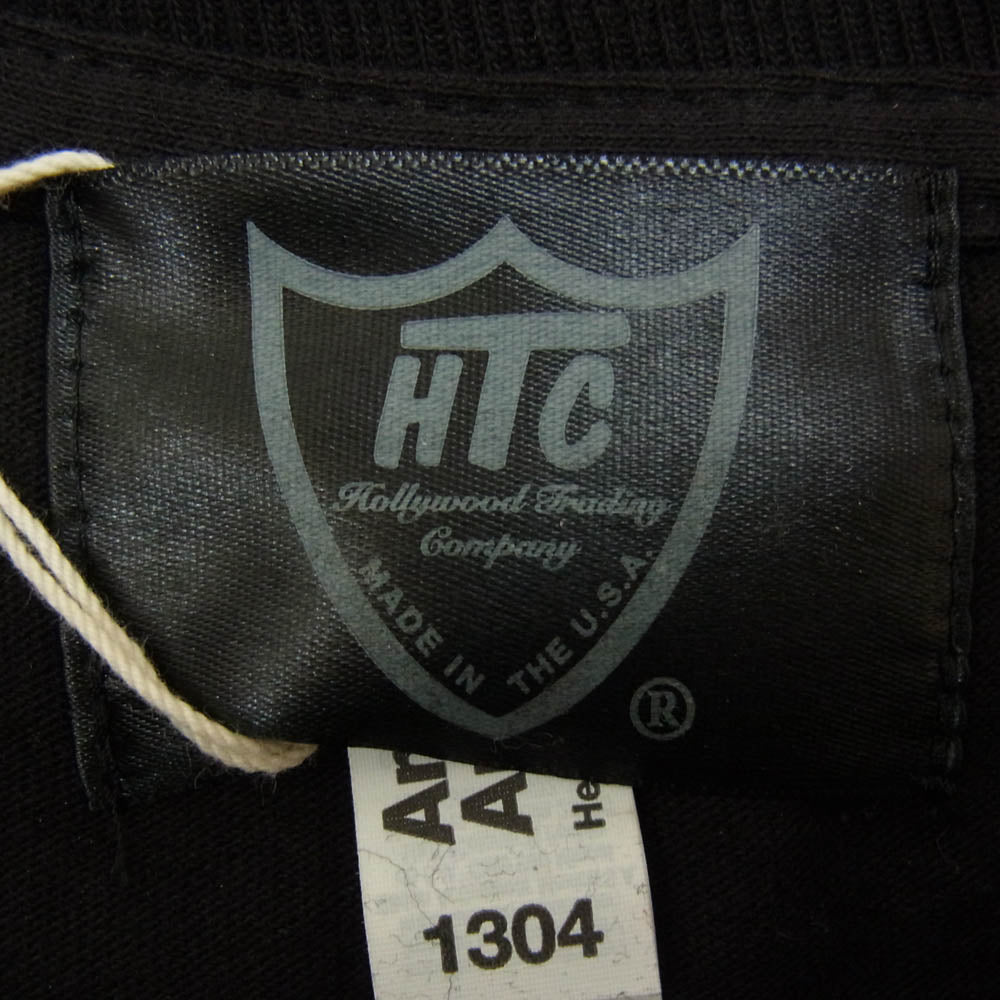 HTC
Hollywood Trading
Company
MADE IN THE U.S.A.
®
1304